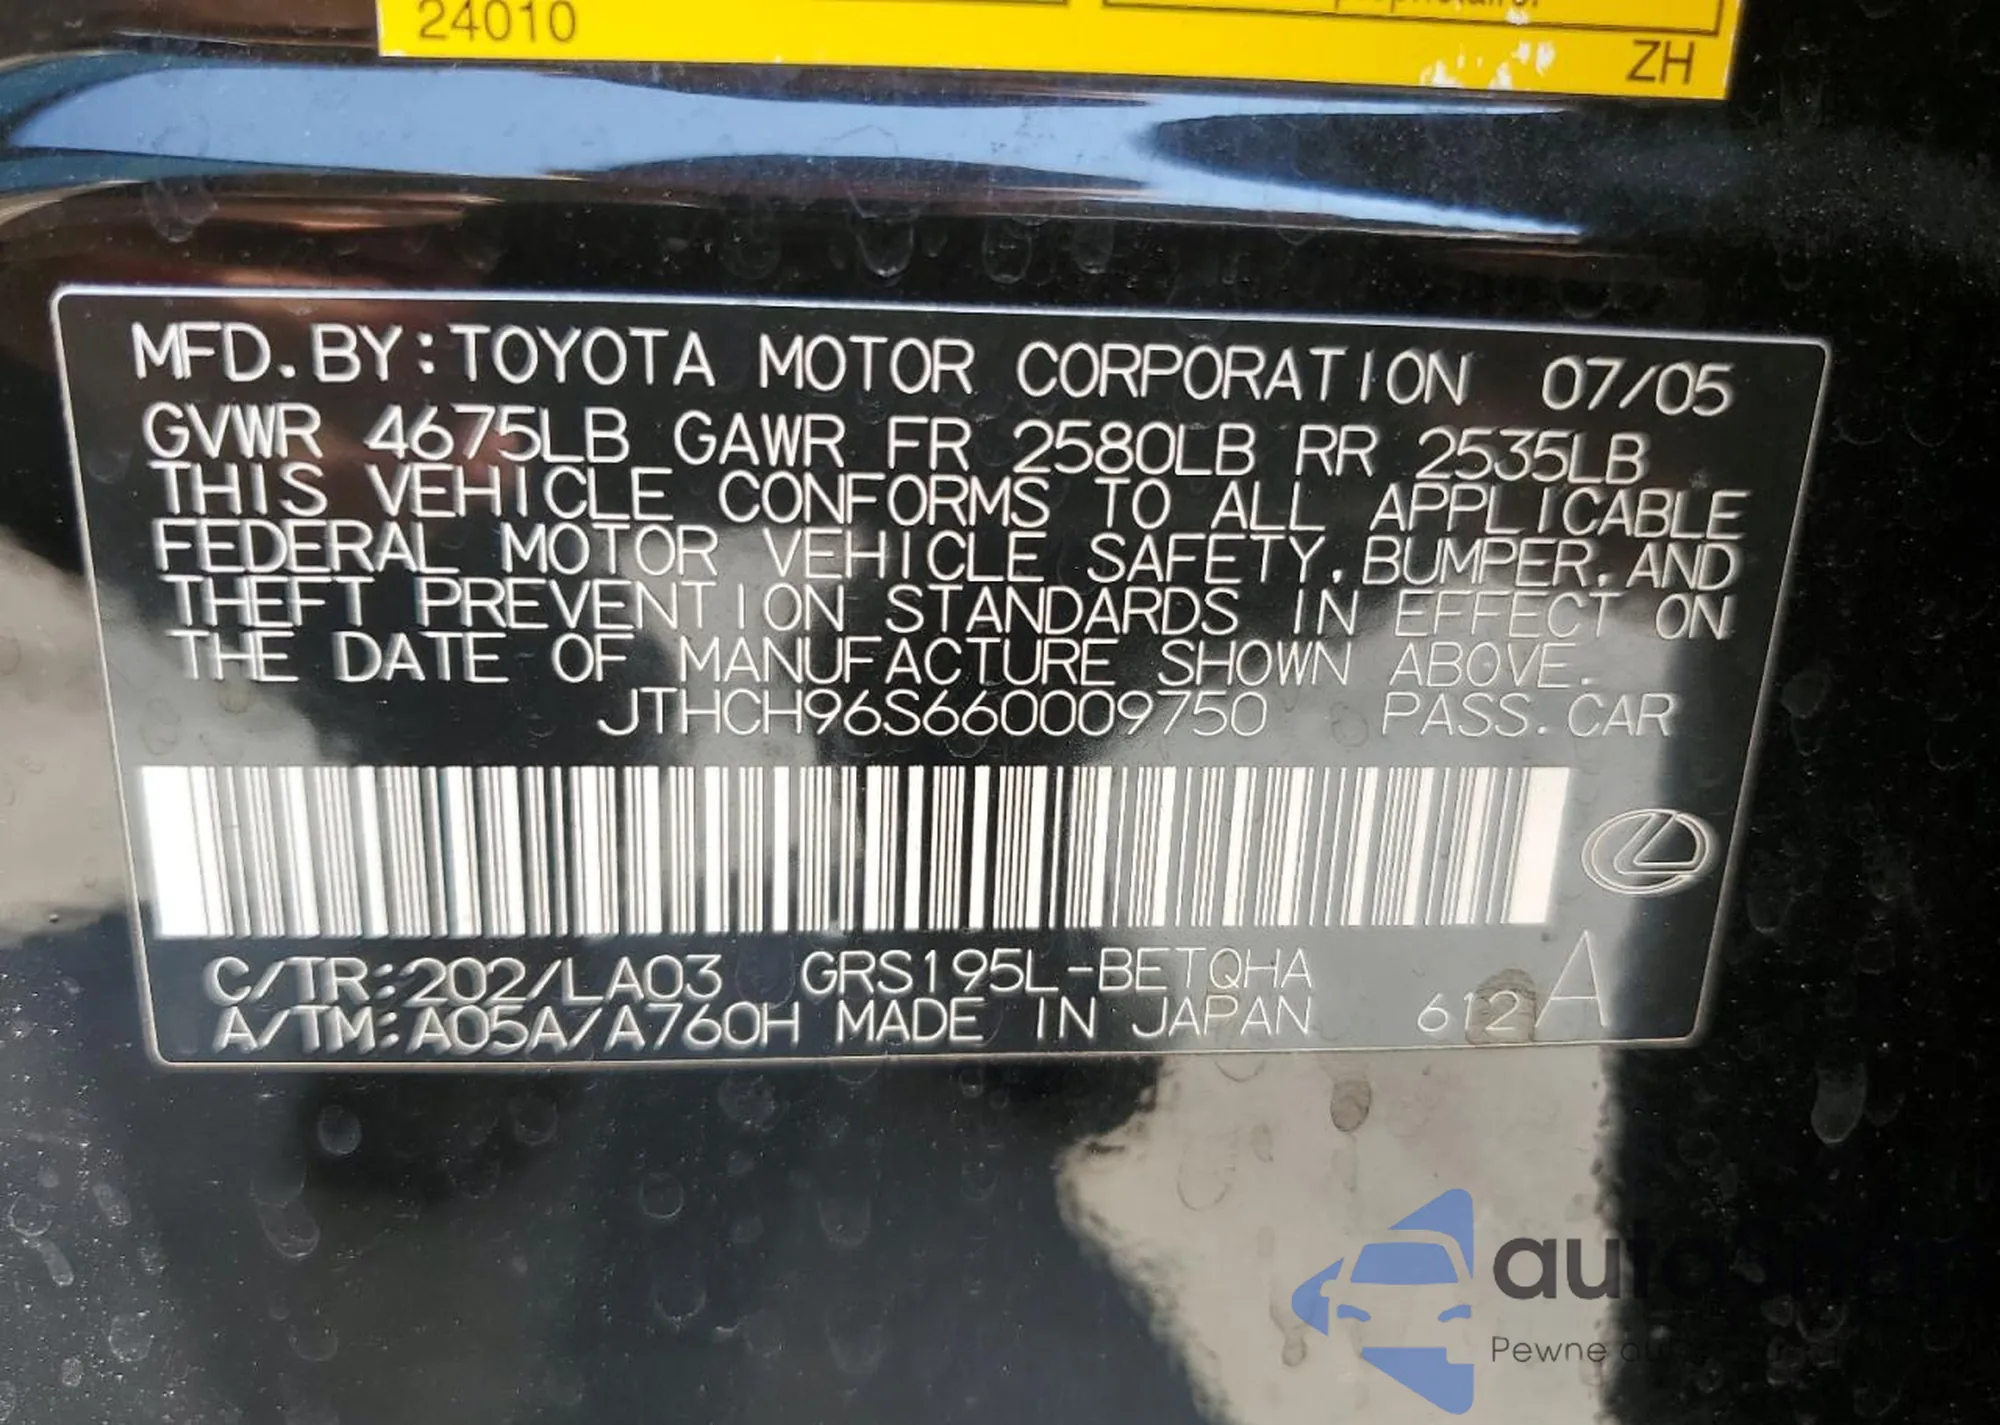 24010
ZH
MFD. BY: TOYOTA MOTOR CORPORATION 07/05
GVWR 4675LB GAWR FR 2580LB RR 2535LB
THIS VEHICLE CONFORMS TO ALL APPLICABLE
FEDERAL MOTOR VEHICLE SAFETY, BUMPER, AND
THEFT PREVENTION STANDARDS IN EFFECT ON
THE DATE OF MANUFACTURE SHOWN ABOVE.
JTHCH96S660009750 PASS. CAR
C/TR: 202/LA03 GRS195L-BETQHA
A/TM: A05A/A760H MADE IN JAPAN 612 A
Pewne